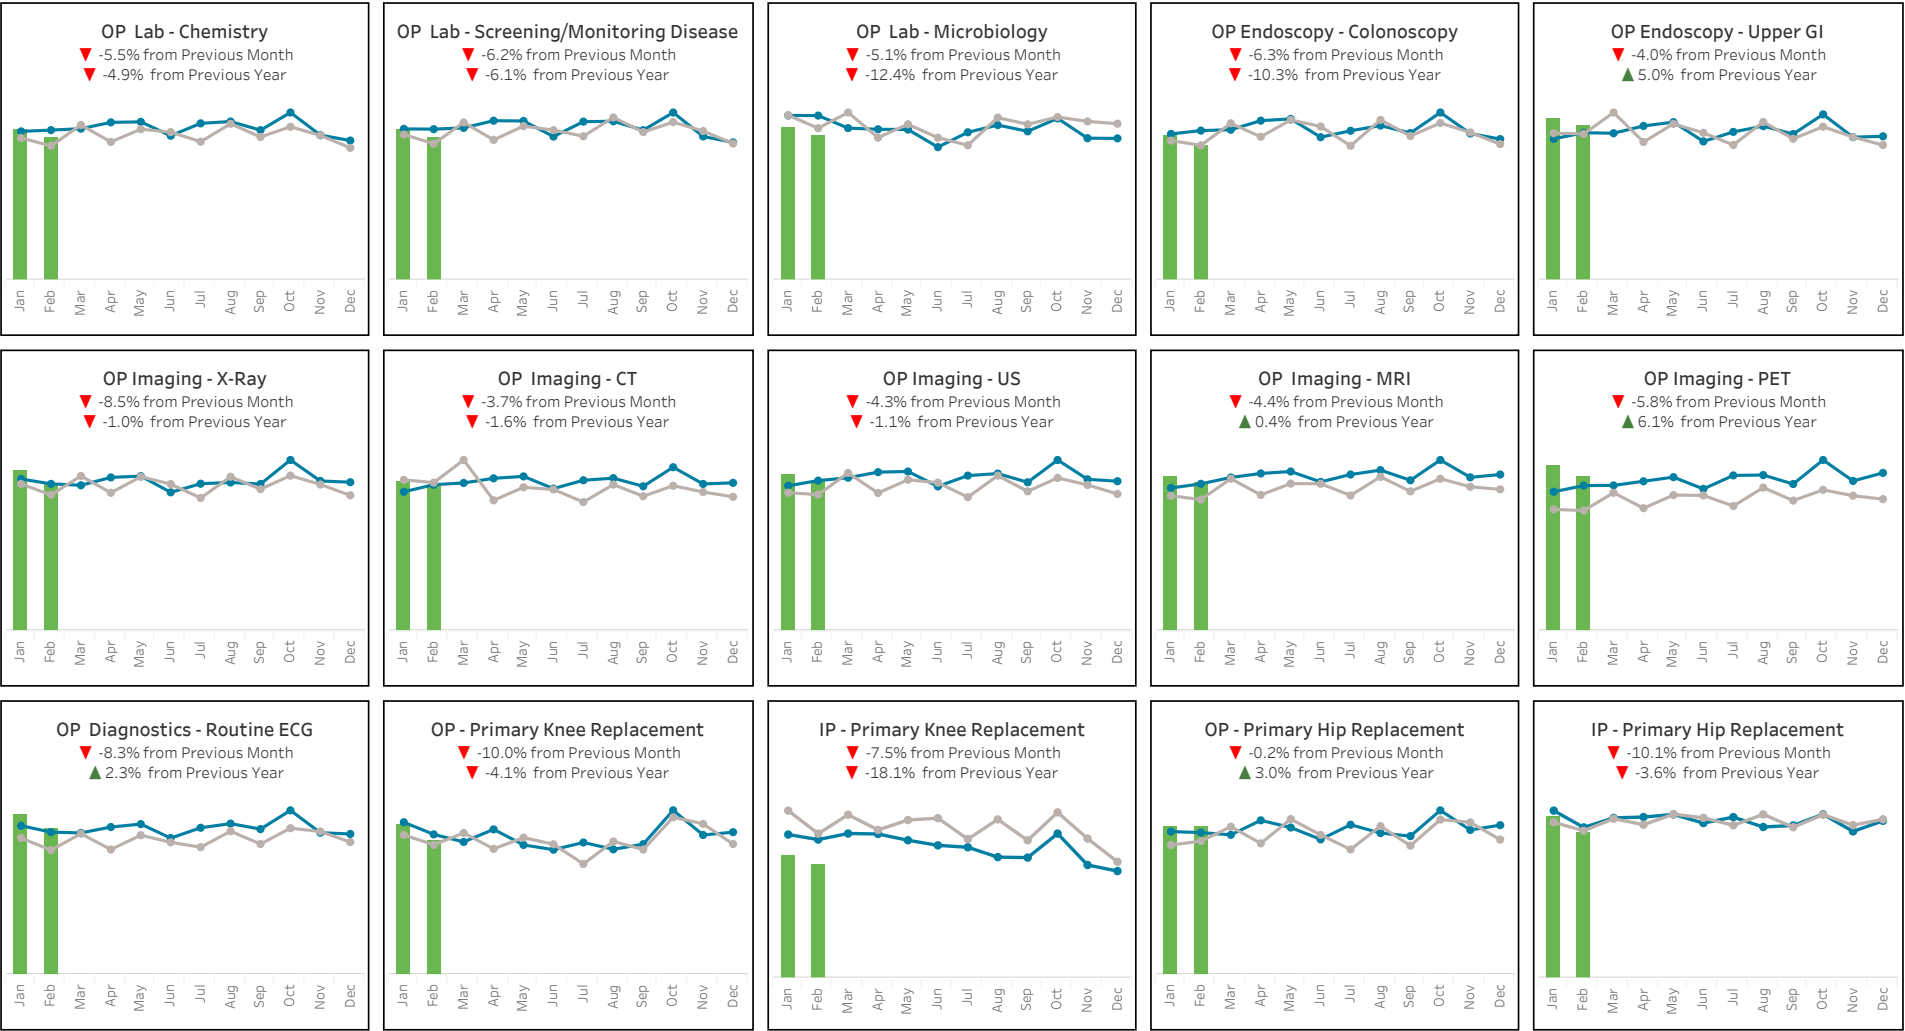 OP Lab - Chemistry
▼ -5.5% from Previous Month
▼ -4.9% from Previous Year
Jan Feb Mar Apr May Jun Jul Aug Sep Oct Nov Dec
OP Lab - Screening/Monitoring Disease
▼ -6.2% from Previous Month
▼ -6.1% from Previous Year
Jan Feb Mar Apr May Jun Jul Aug Sep Oct Nov Dec
OP Lab - Microbiology
▼ -5.1% from Previous Month
▼ -12.4% from Previous Year
Jan Feb Mar Apr May Jun Jul Aug Sep Oct Nov Dec
OP Endoscopy - Colonoscopy
▼ -6.3% from Previous Month
▼ -10.3% from Previous Year
Jan Feb Mar Apr May Jun Jul Aug Sep Oct Nov Dec
OP Endoscopy - Upper GI
▼ -4.0% from Previous Month
▲ 5.0% from Previous Year
Jan Feb Mar Apr May Jun Jul Aug Sep Oct Nov Dec
OP Imaging - X-Ray
▼ -8.5% from Previous Month
▼ -1.0% from Previous Year
Jan Feb Mar Apr May Jun Jul Aug Sep Oct Nov Dec
OP Imaging - CT
▼ -3.7% from Previous Month
▼ -1.6% from Previous Year
Jan Feb Mar Apr May Jun Jul Aug Sep Oct Nov Dec
OP Imaging - US
▼ -4.3% from Previous Month
▼ -1.1% from Previous Year
Jan Feb Mar Apr May Jun Jul Aug Sep Oct Nov Dec
OP Imaging - MRI
▼ -4.4% from Previous Month
▲ 0.4% from Previous Year
Jan Feb Mar Apr May Jun Jul Aug Sep Oct Nov Dec
OP Imaging - PET
▼ -5.8% from Previous Month
▲ 6.1% from Previous Year
Jan Feb Mar Apr May Jun Jul Aug Sep Oct Nov Dec
OP Diagnostics - Routine ECG
▼ -8.3% from Previous Month
▲ 2.3% from Previous Year
Jan Feb Mar Apr May Jun Jul Aug Sep Oct Nov Dec
OP - Primary Knee Replacement
▼ -10.0% from Previous Month
▼ -4.1% from Previous Year
Jan Feb Mar Apr May Jun Jul Aug Sep Oct Nov Dec
IP - Primary Knee Replacement
▼ -7.5% from Previous Month
▼ -18.1% from Previous Year
Jan Feb Mar Apr May Jun Jul Aug Sep Oct Nov Dec
OP - Primary Hip Replacement
▼ -0.2% from Previous Month
▲ 3.0% from Previous Year
Jan Feb Mar Apr May Jun Jul Aug Sep Oct Nov Dec
IP - Primary Hip Replacement
▼ -10.1% from Previous Month
▼ -3.6% from Previous Year
Jan Feb Mar Apr May Jun Jul Aug Sep Oct Nov Dec